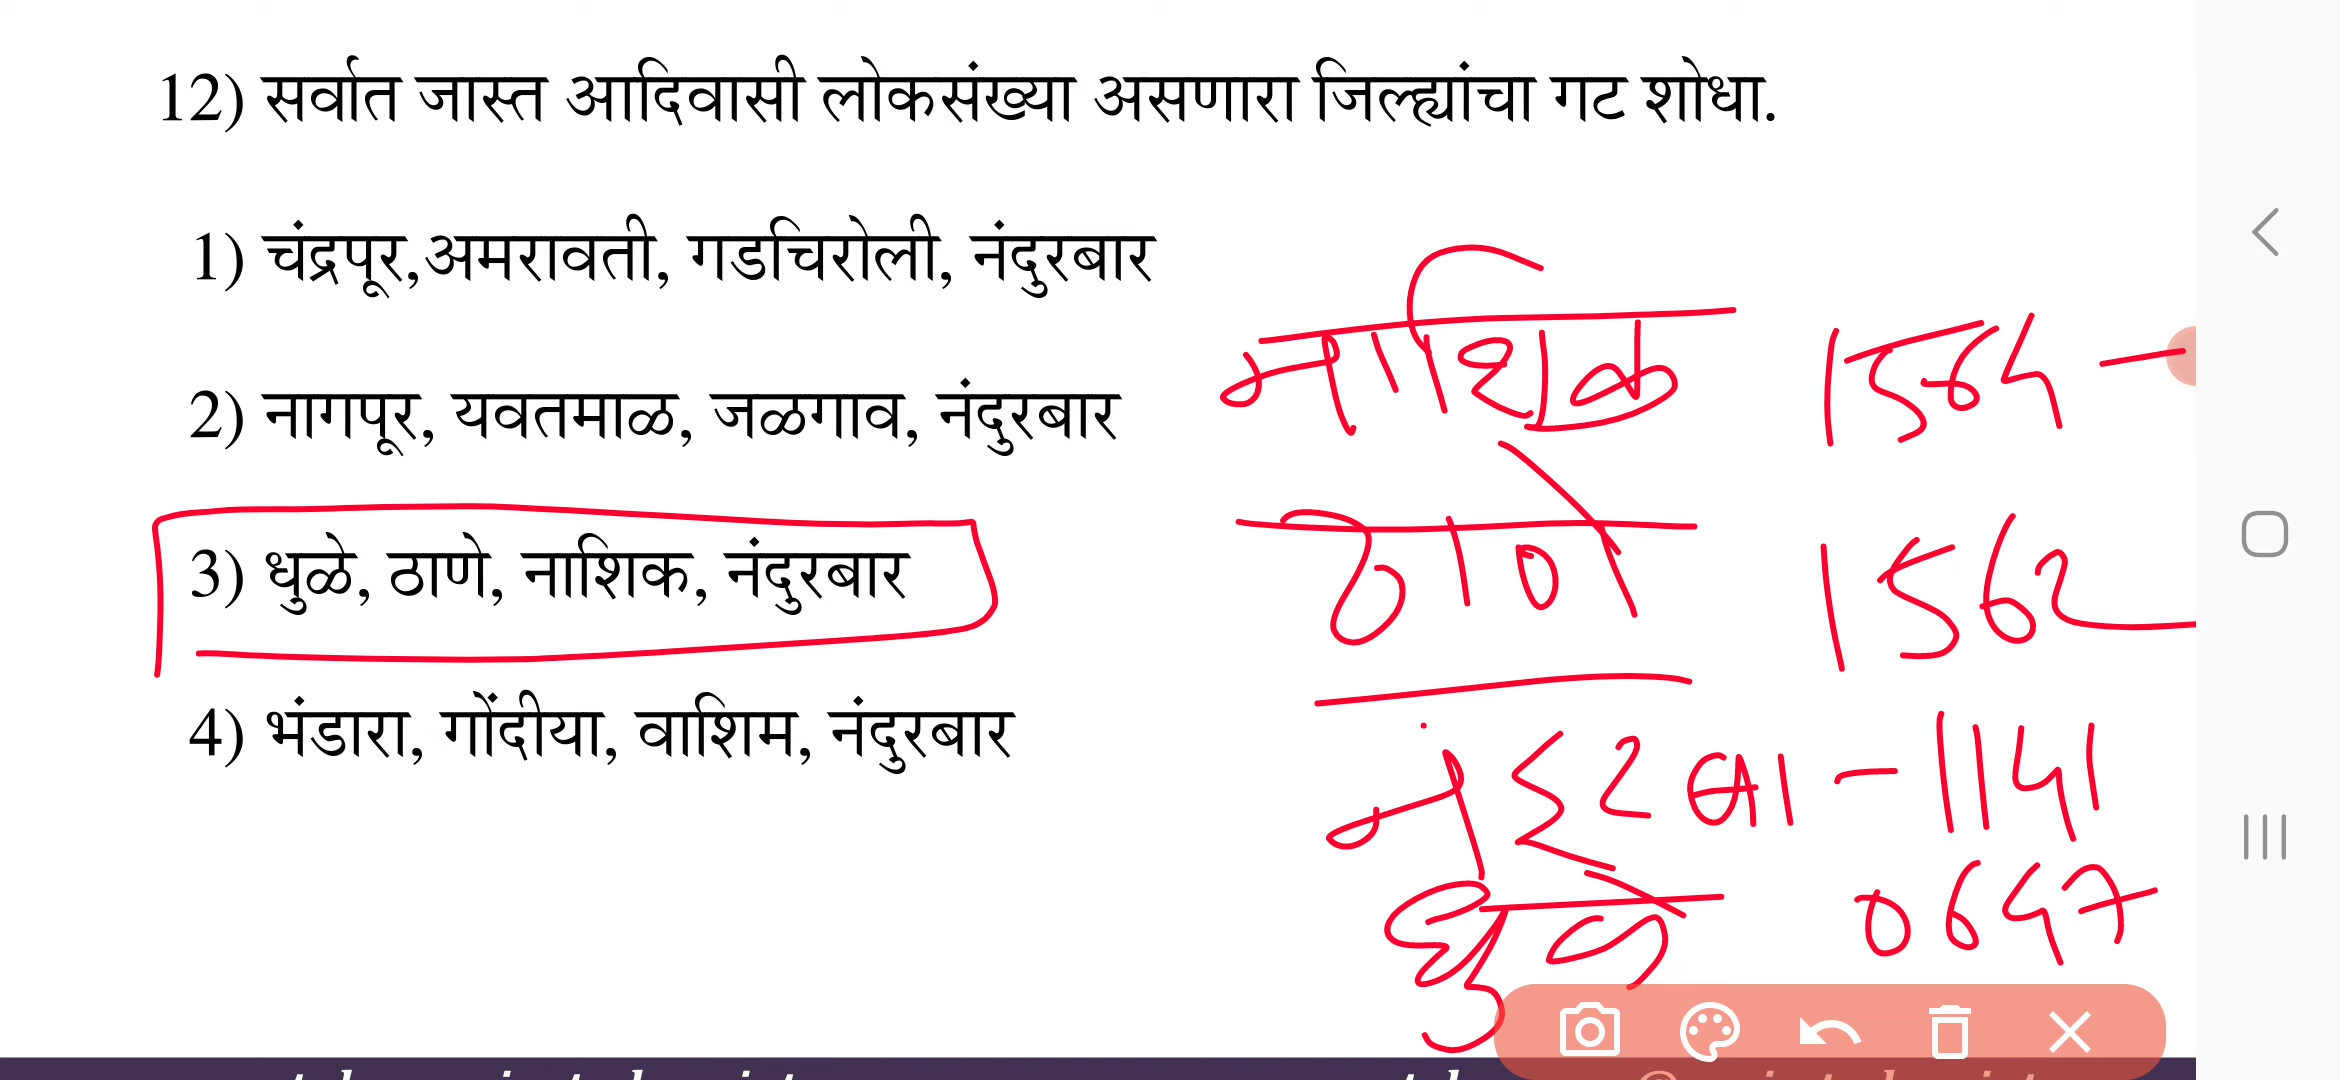 12) सर्वात जास्त आदिवासी लोकसंख्या असणारा जिल्ह्यांचा गट शोधा.
1) चंद्रपूर,अमरावती, गडचिरोली, नंदुरबार
2) नागपूर, यवतमाळ, जळगाव, नंदुरबार
3) धुळे, ठाणे, नाशिक, नंदुरबार
4) भंडारा, गोंदीया, वाशिम, नंदुरबार
नाशिक 1564 -
ठाणे 1562
- 1141
धुळे 0647